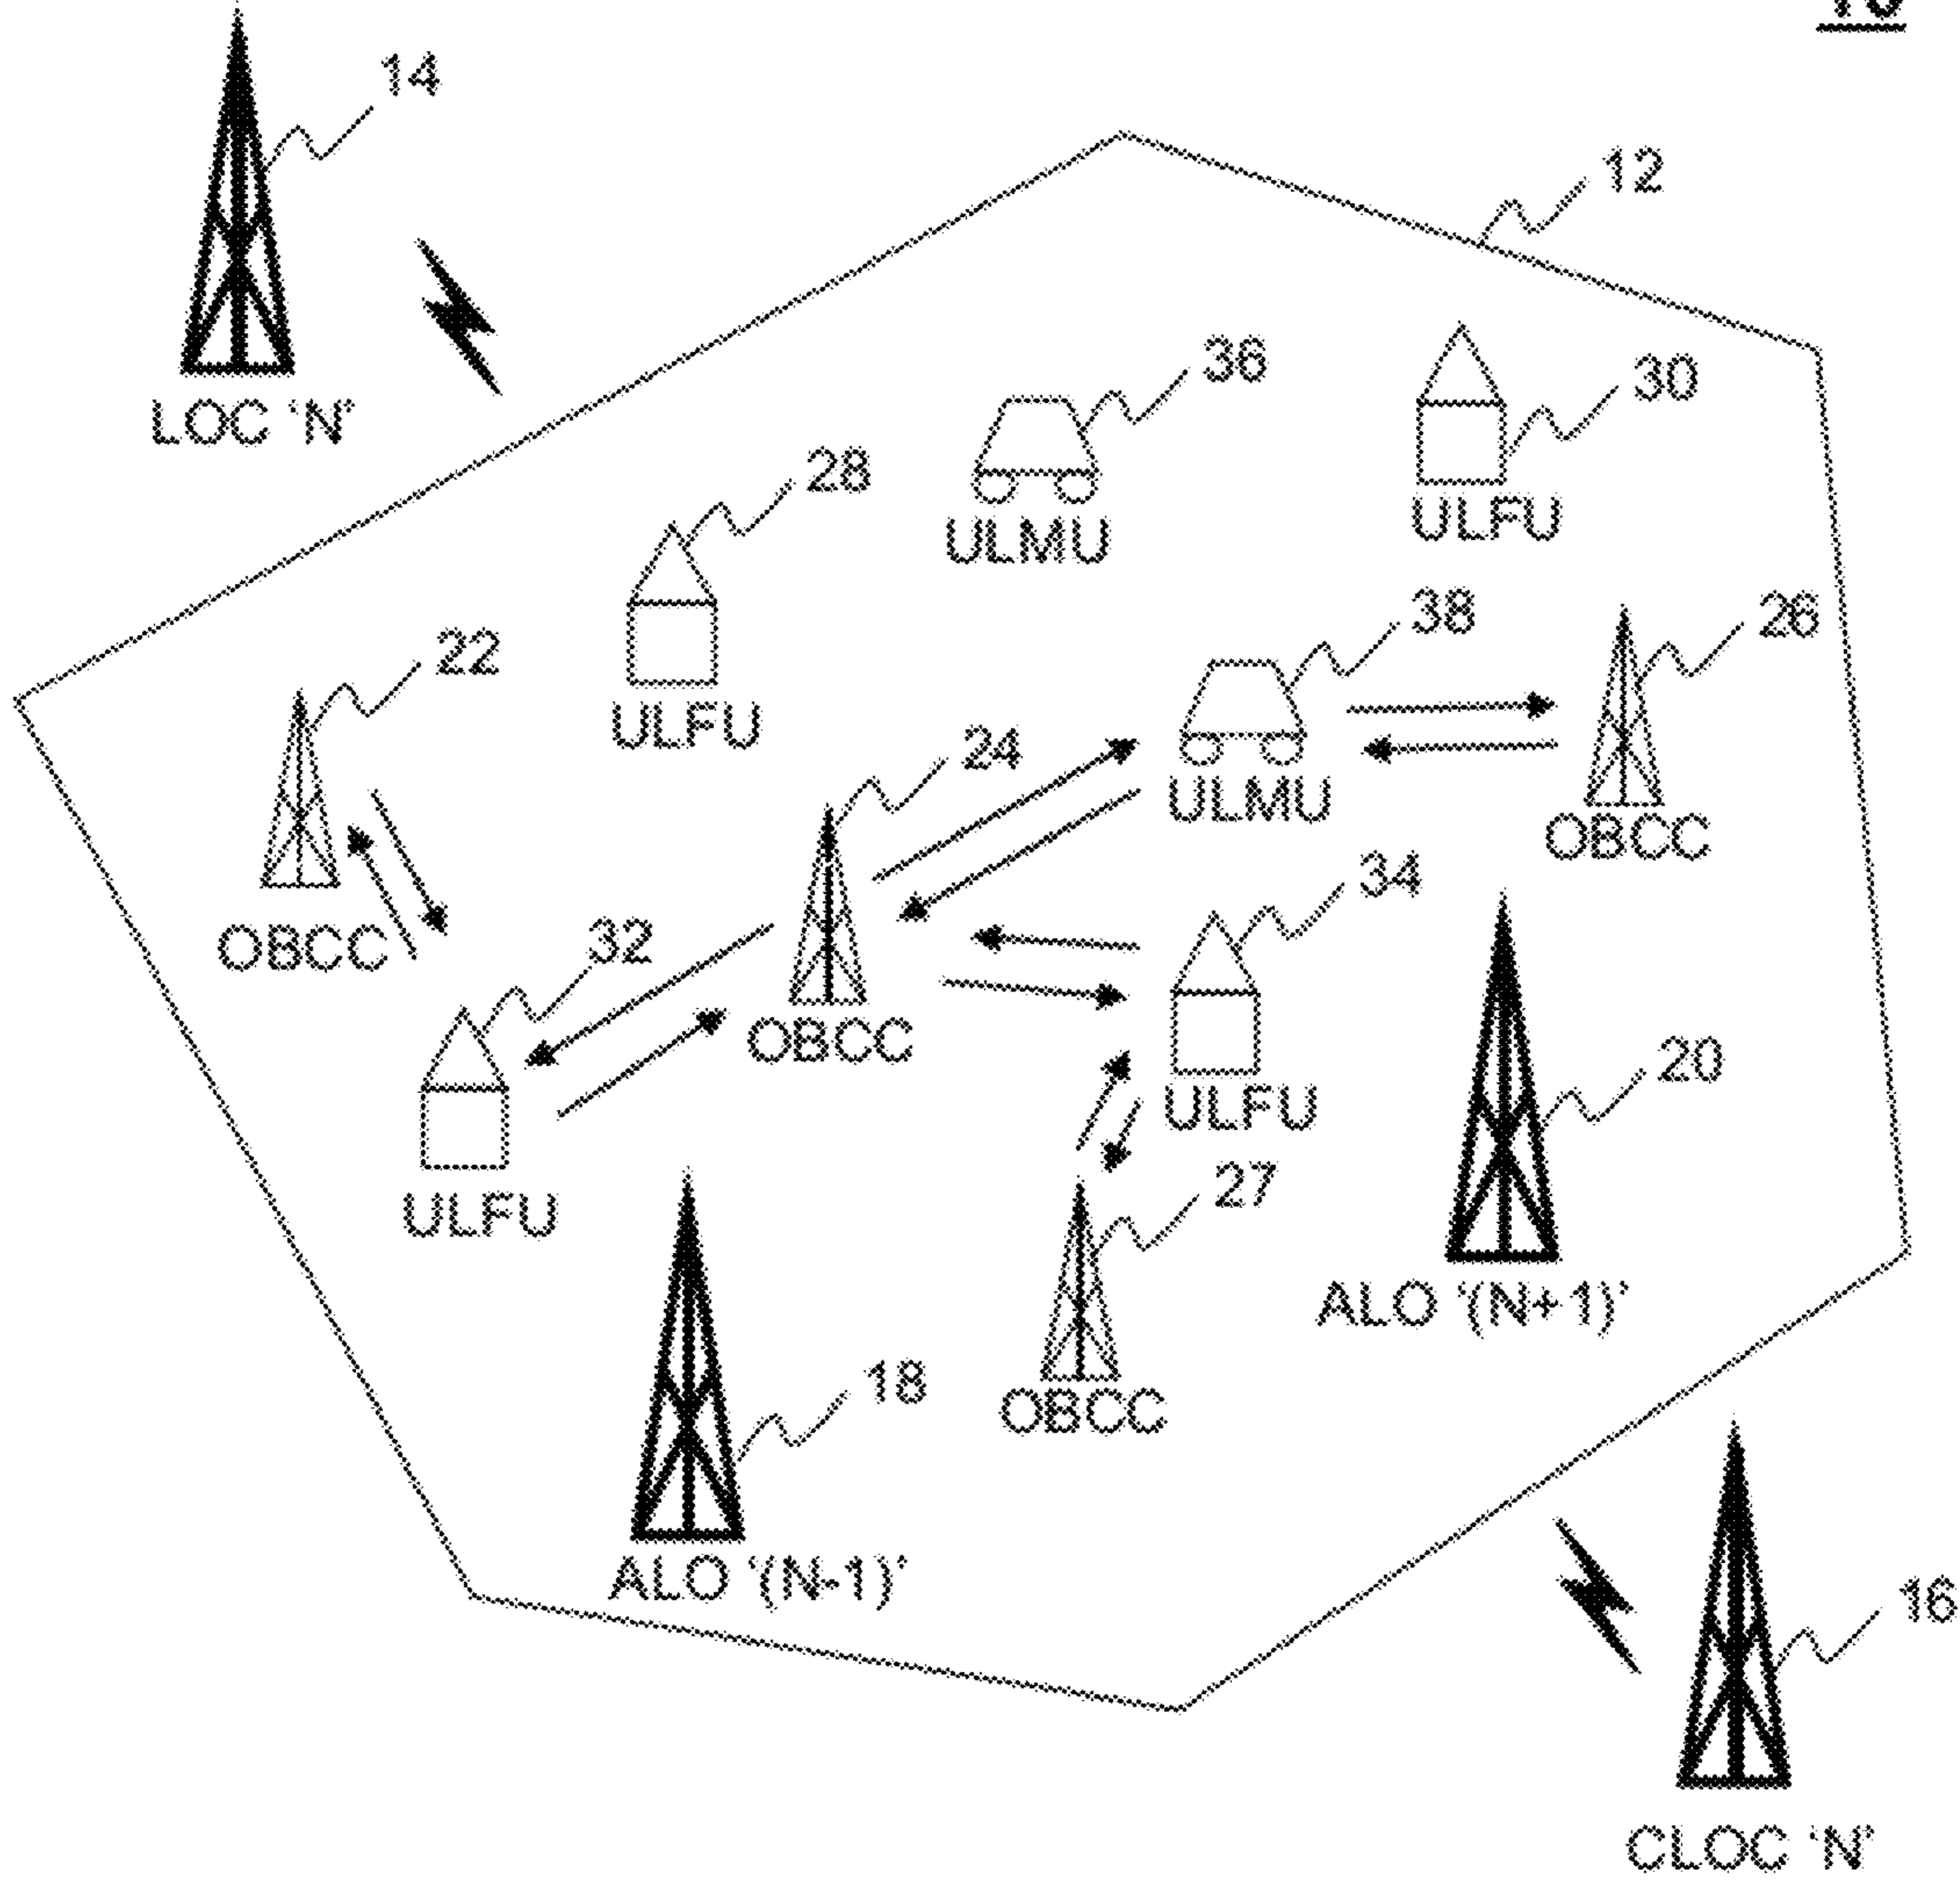 14
12
LOC 'N'
36
30
28
ULMU
ULFU
22
38
26
ULFU
24
ULMU
OBCC
34
OBCC
32
OBCC
20
ULFU
27
ULFU
ALO '(N+1)'
18
OBCC
ALO '(N-1)'
16
CLOC 'N'